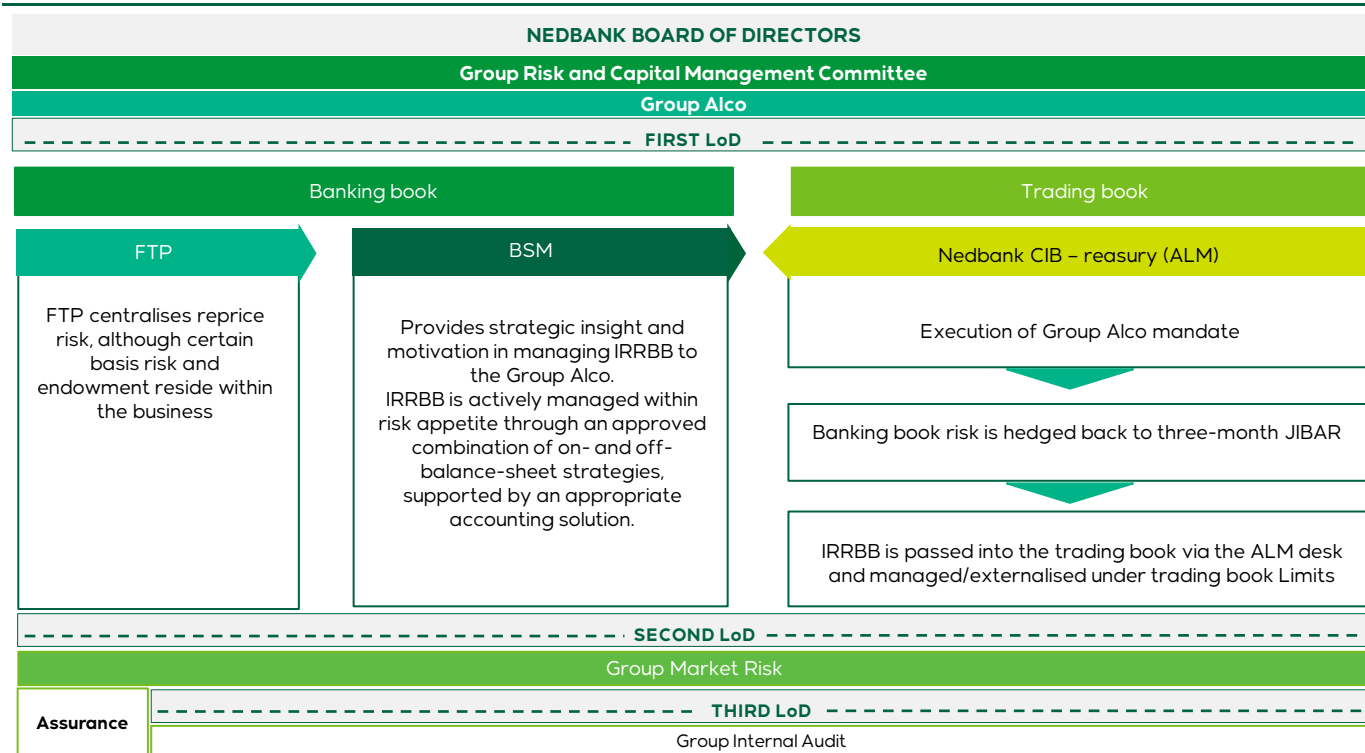 NEDBANK BOARD OF DIRECTORS
Group Risk and Capital Management Committee
Group Alco
FIRST LoD
Banking book
Trading book
FTP
BSM
Nedbank CIB – reasury (ALM)
FTP centralises reprice
risk, although certain
basis risk and
endowment reside within
the business
Provides strategic insight and
motivation in managing IRRBB to
the Group Alco.
IRRBB is actively managed within
risk appetite through an approved
combination of on- and off-
balance-sheet strategies,
supported by an appropriate
accounting solution.
Execution of Group Alco mandate
Banking book risk is hedged back to three-month JIBAR
IRRBB is passed into the trading book via the ALM desk
and managed/externalised under trading book Limits
SECOND LoD
Group Market Risk
Assurance
THIRD LoD
Group Internal Audit